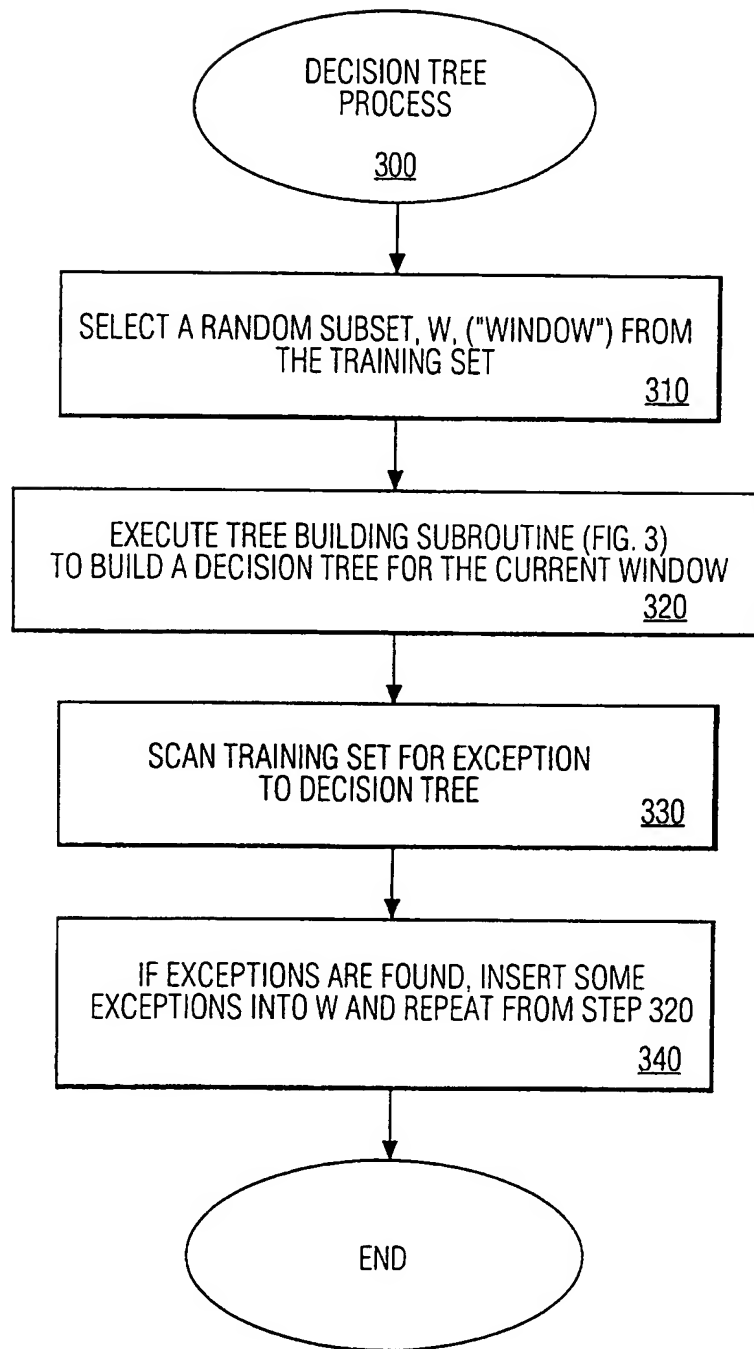 DECISION TREE
PROCESS
300
SELECT A RANDOM SUBSET, W, ("WINDOW") FROM
THE TRAINING SET
310
EXECUTE TREE BUILDING SUBROUTINE (FIG. 3)
TO BUILD A DECISION TREE FOR THE CURRENT WINDOW
320
SCAN TRAINING SET FOR EXCEPTION
TO DECISION TREE
330
IF EXCEPTIONS ARE FOUND, INSERT SOME
EXCEPTIONS INTO W AND REPEAT FROM STEP 320
340
END